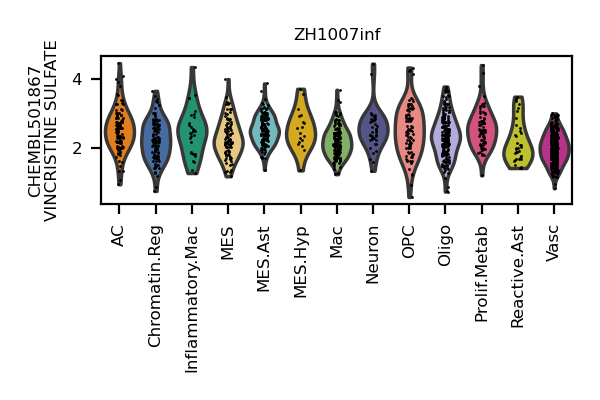 ZH1007inf
CHEMBL501867
VINCRISTINE SULFATE
4
2
AC
Chromatin.Reg
Inflammatory.Mac
MES
MES.Ast
MES.Hyp
Mac
Neuron
OPC
Oligo
Prolif.Metab
Reactive.Ast
Vasc